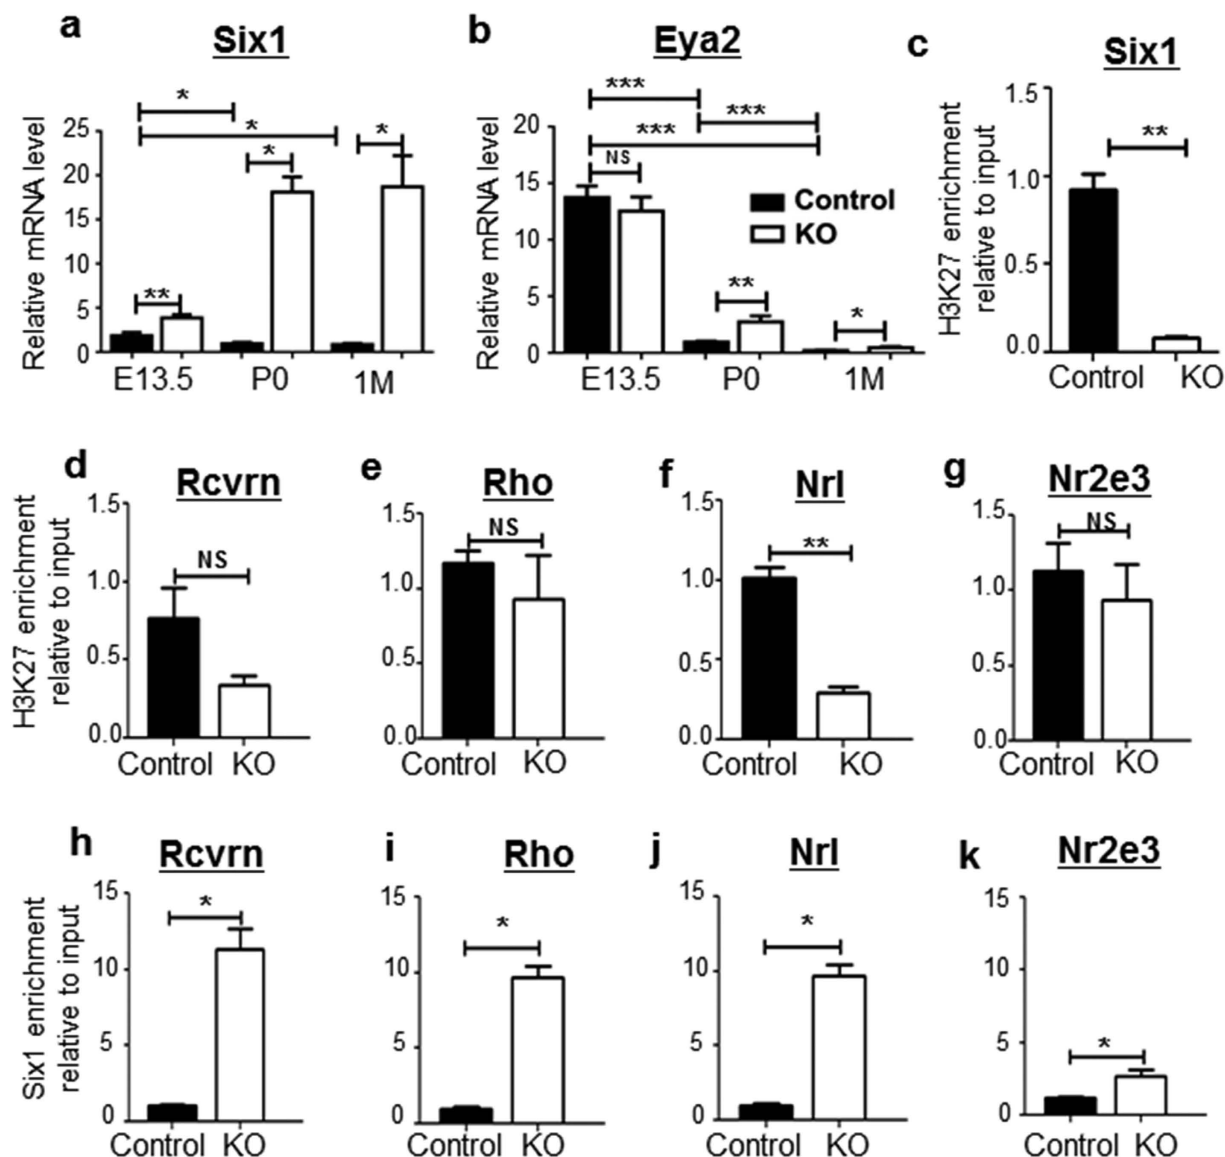 a
Six1
Relative mRNA level
25
20
15
10
5
0
*
*
*
*
**
E13.5 P0 1M
b
Eya2
Relative mRNA level
20
15
10
5
0
***
***
***
NS
**
*
Control
KO
E13.5 P0 1M
c
Six1
H3K27 enrichment
relative to input
1.5
1.0
0.5
0.0
**
Control KO
d
Rcvrn
H3K27 enrichment
relative to input
1.5
1.0
0.5
0.0
NS
Control KO
e
Rho
1.5
1.0
0.5
0.0
NS
Control KO
f
Nrl
1.5
1.0
0.5
0.0
**
Control KO
g
Nr2e3
1.5
1.0
0.5
0.0
NS
Control KO
h
Rcvrn
Six1 enrichment
relative to input
15
10
5
0
*
Control KO
i
Rho
15
10
5
0
*
Control KO
j
Nrl
15
10
5
0
*
Control KO
k
Nr2e3
15
10
5
0
*
Control KO